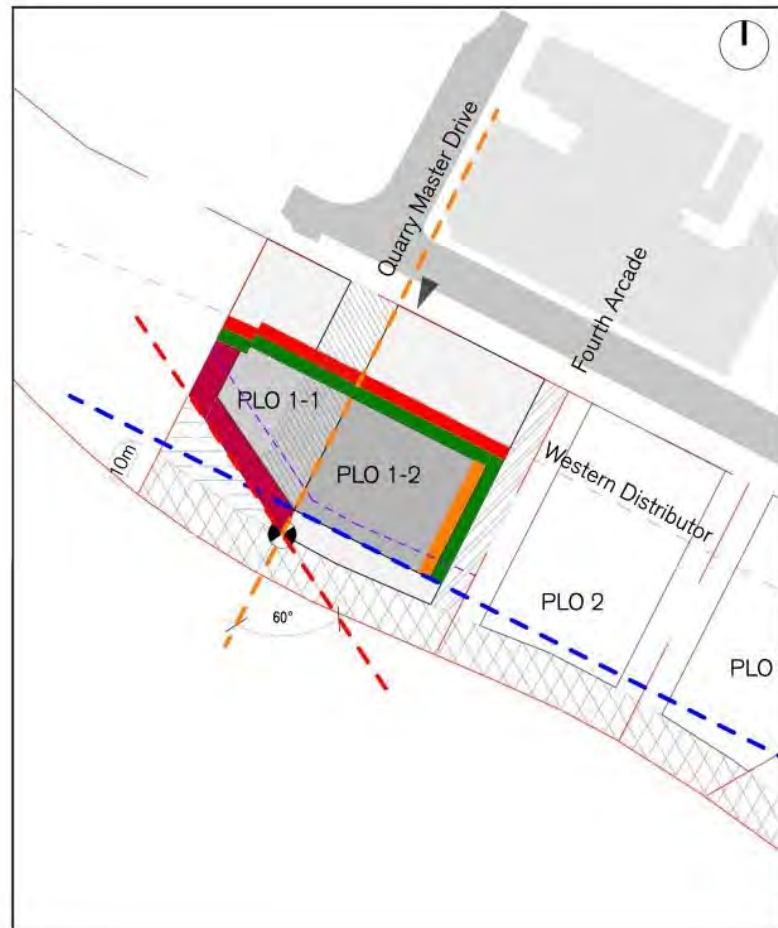 Quarry Master Drive
Fourth Arcade
PLO 1-1
10m
PLO 1-2
Western Distributor
PLO 2
60°
PLO